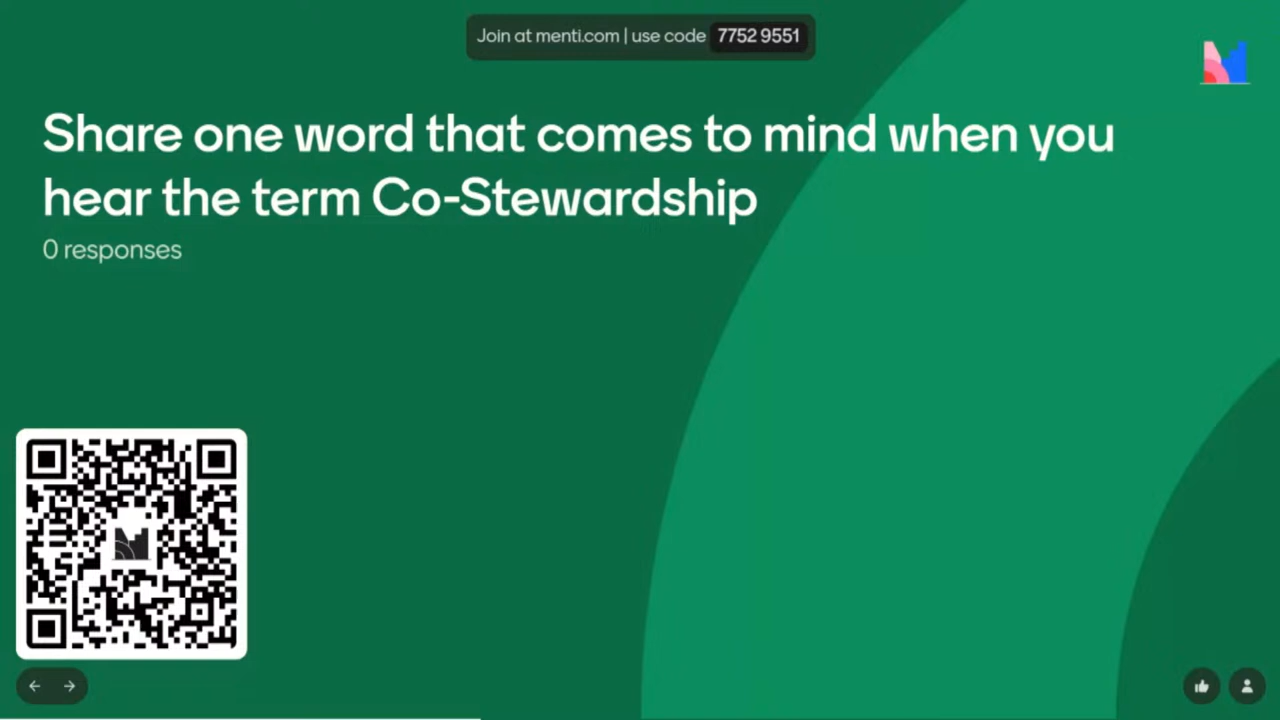 Join at menti.com | use code 7752 9551
Share one word that comes to mind when you
hear the term Co-Stewardship
0 responses